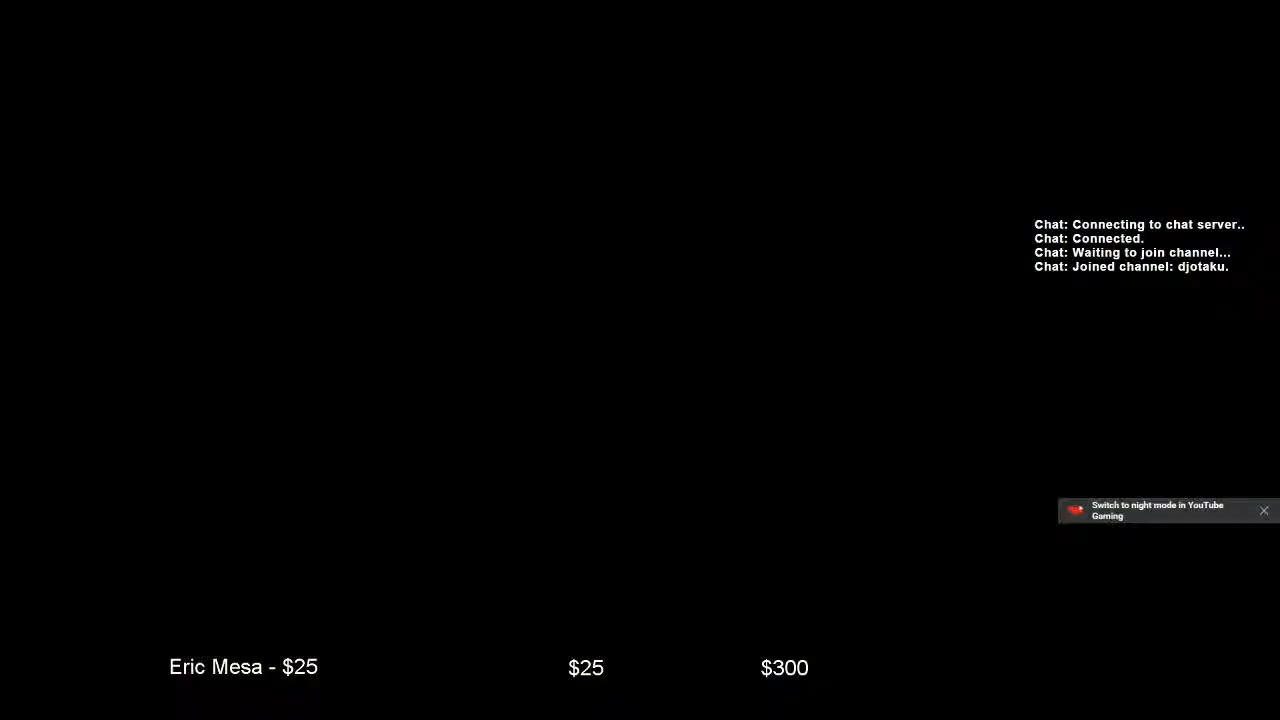 Chat: Connecting to chat server..
Chat: Connected.
Chat: Waiting to join channel...
Chat: Joined channel: djotaku.
Switch to night mode in YouTube
Gaming
Eric Mesa - $25
$25
$300